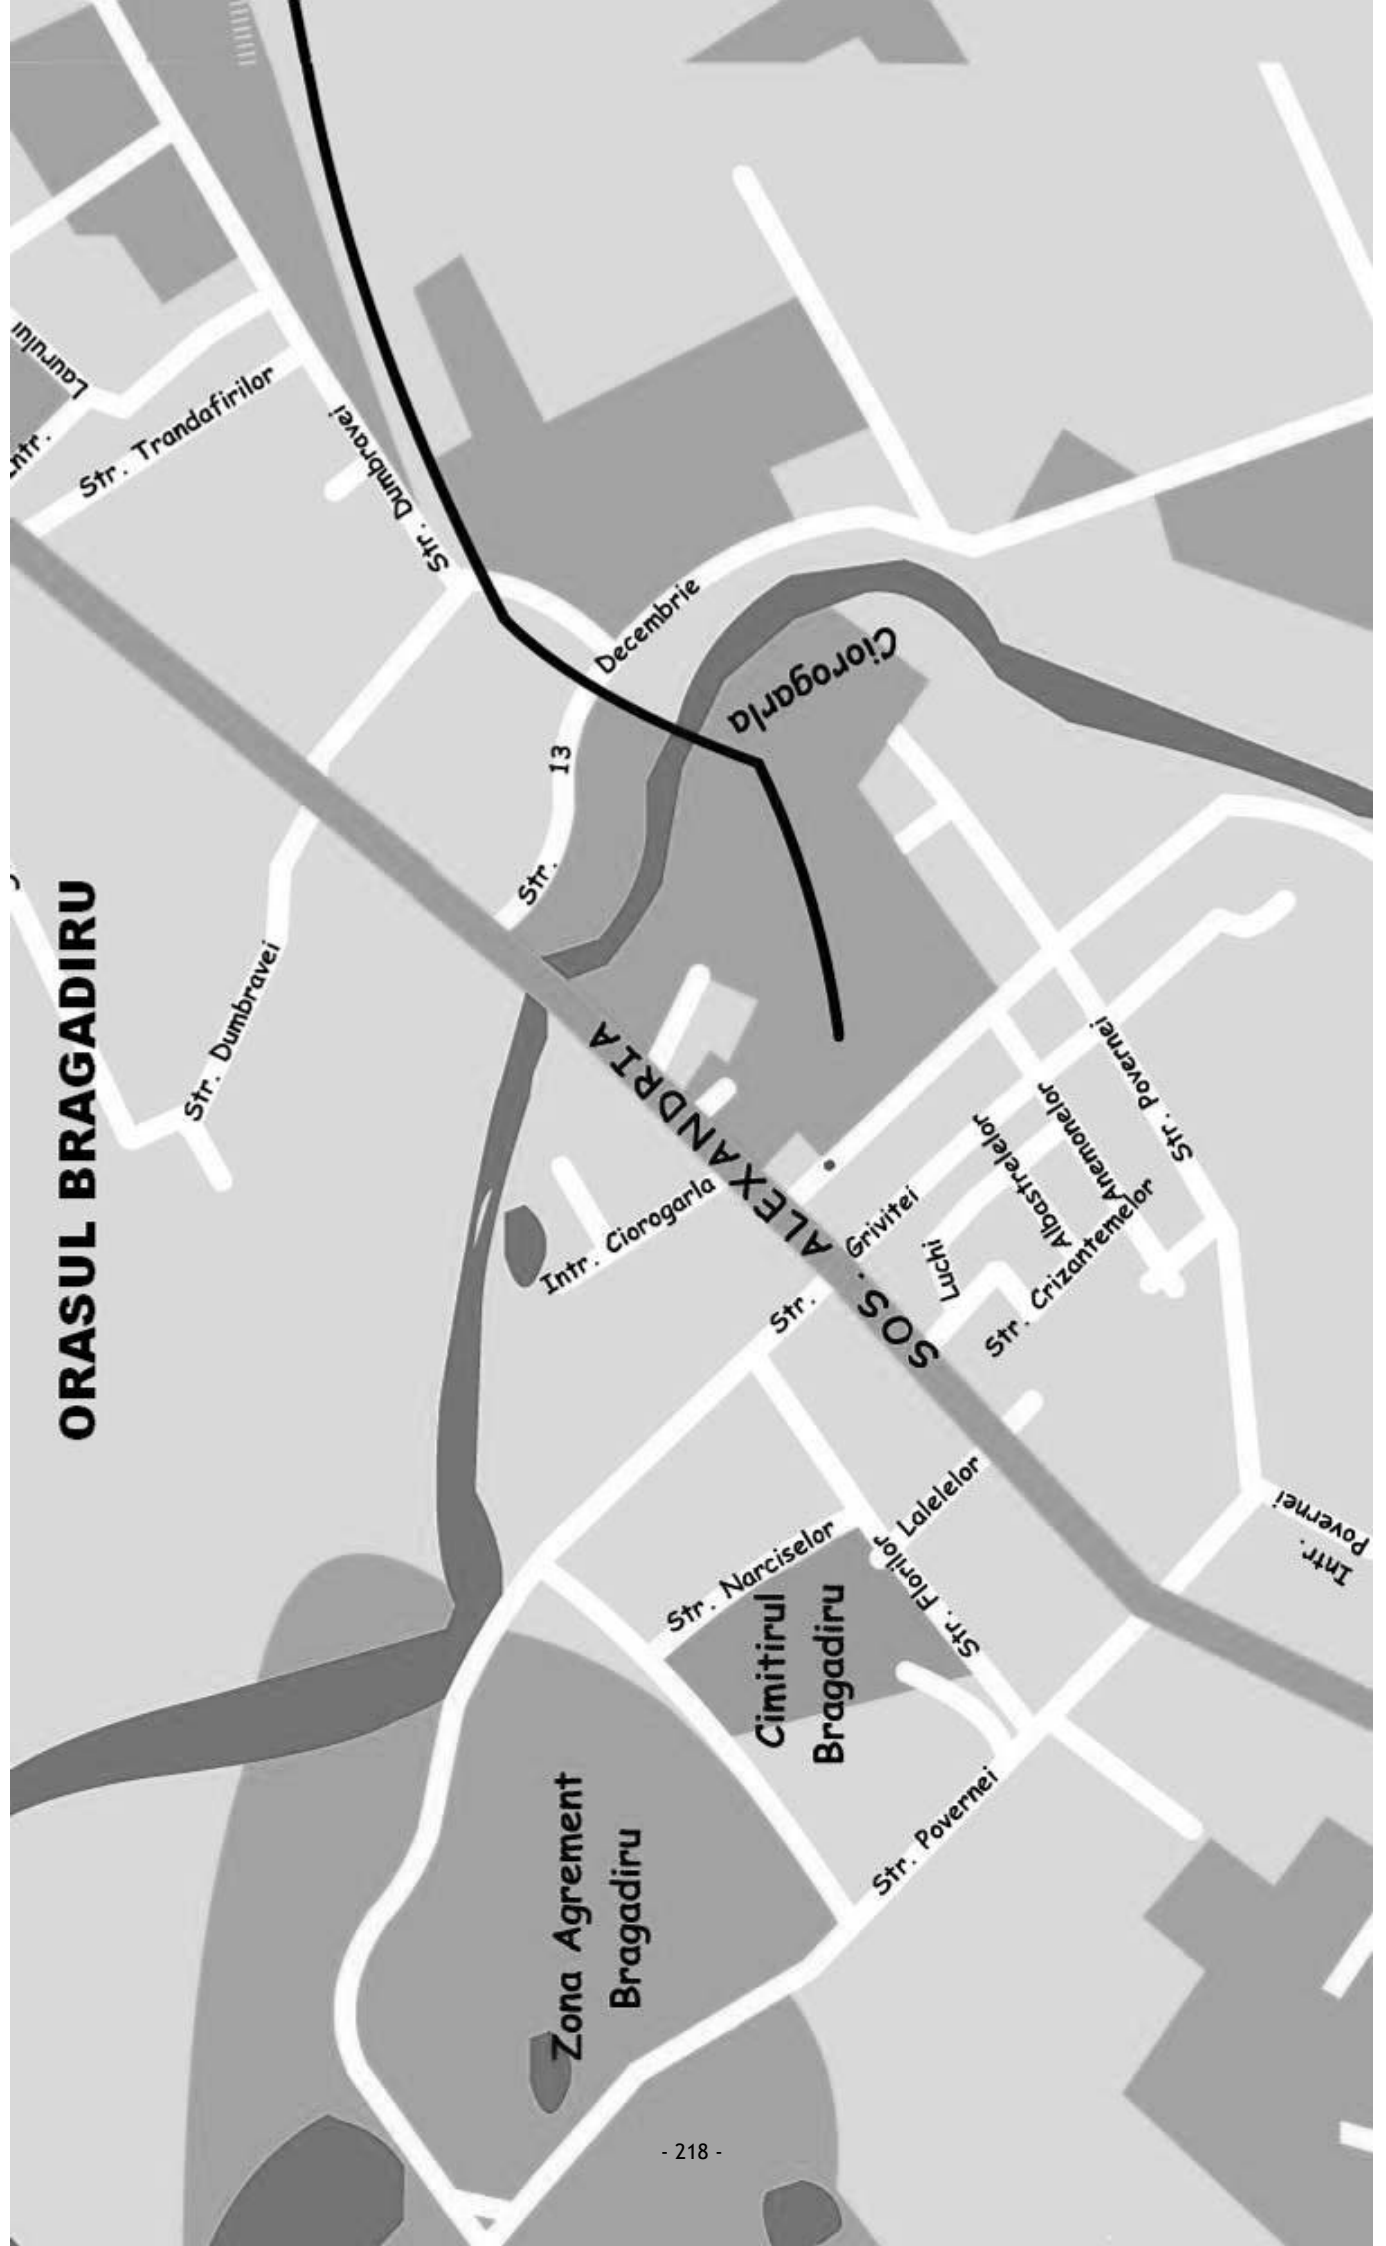 ORASUL BRAGADIRU
Laurului
Str. Trandafirilor
Str. Dumbravei
Str. 13 Decembrie
Ciorogarla
Str. Dumbravei
SOS. ALEXANDRIA
Intr. Ciorogarla
Str. Grivitei
Luchi
Albastrelelor
Anemonelor
Str. Crizantemelor
Str. Povernei
Intr. Povernei
Lalelelor
Str. Narciselor
Str. Florilor
Cimitirul
Bragadiru
Str. Povernei
Zona Agrement
Bragadiru
- 218 -